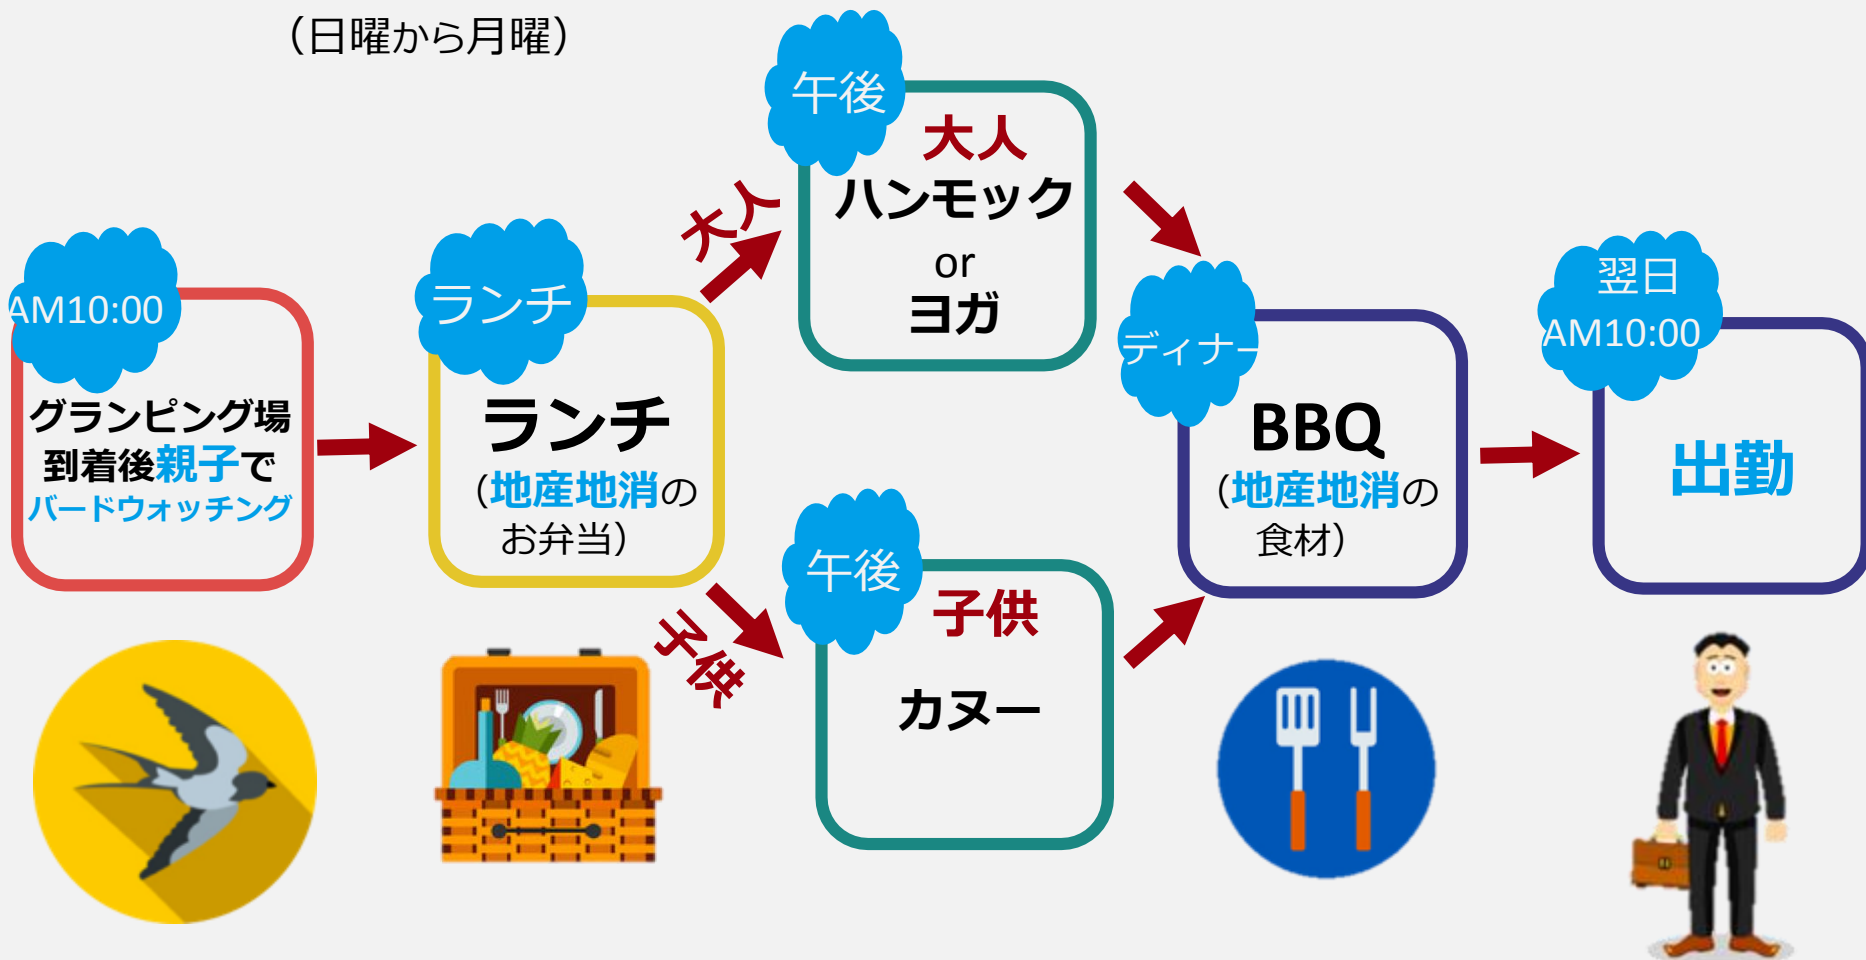 （日曜から月曜）
AM10:00
グランピング場
到着後親子で
バードウォッチング
ランチ
ランチ
（地産地消の
お弁当）
大人
午後
大人
ハンモック
or
ヨガ
子供
午後
子供
カヌー
ディナー
BBQ
（地産地消の
食材）
翌日
AM10:00
出勤